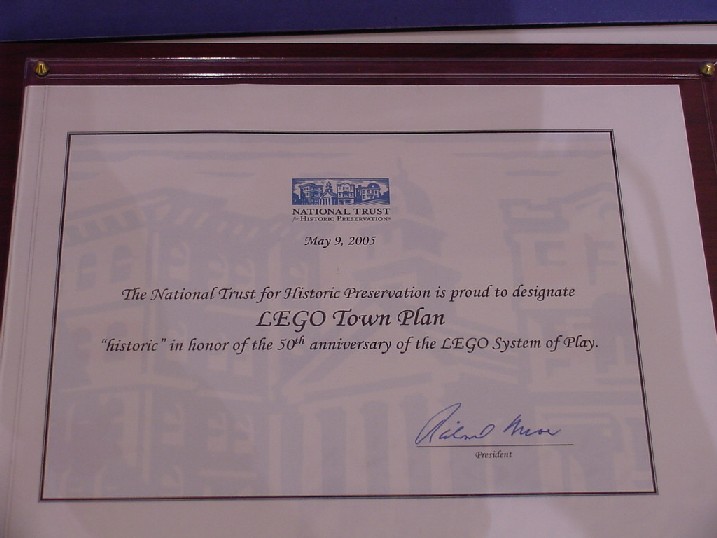 NATIONAL TRUST
for HISTORIC PRESERVATION®
May 9, 2005
The National Trust for Historic Preservation is proud to designate
LEGO Town Plan
"historic" in honor of the 50th anniversary of the LEGO System of Play.
President